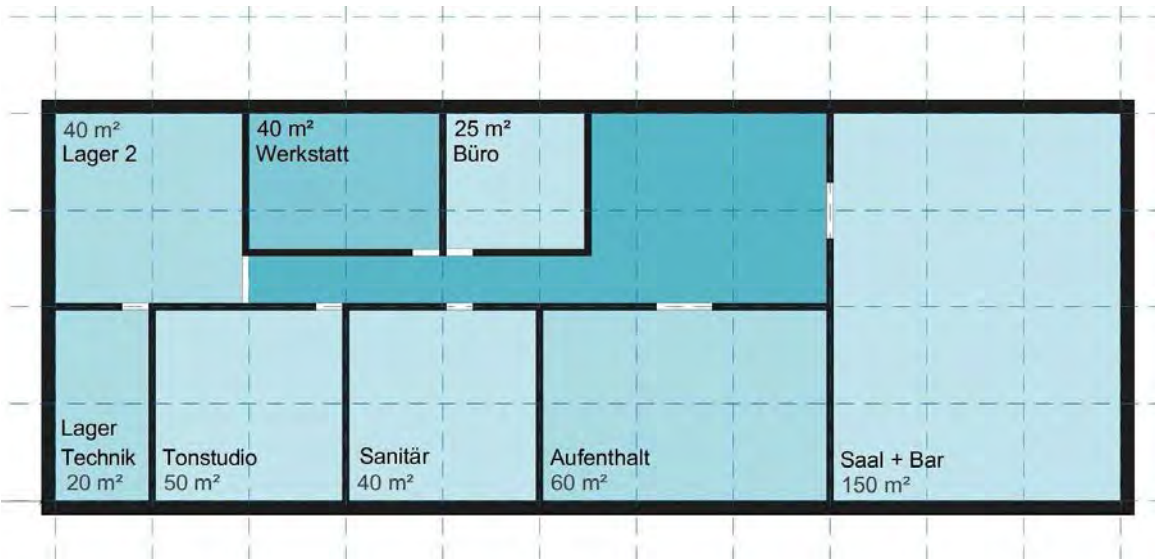 40 m²
Lager 2
40 m²
Werkstatt
25 m²
Büro
Lager
Technik
20 m²
Tonstudio
50 m²
Sanitär
40 m²
Aufenthalt
60 m²
Saal + Bar
150 m²